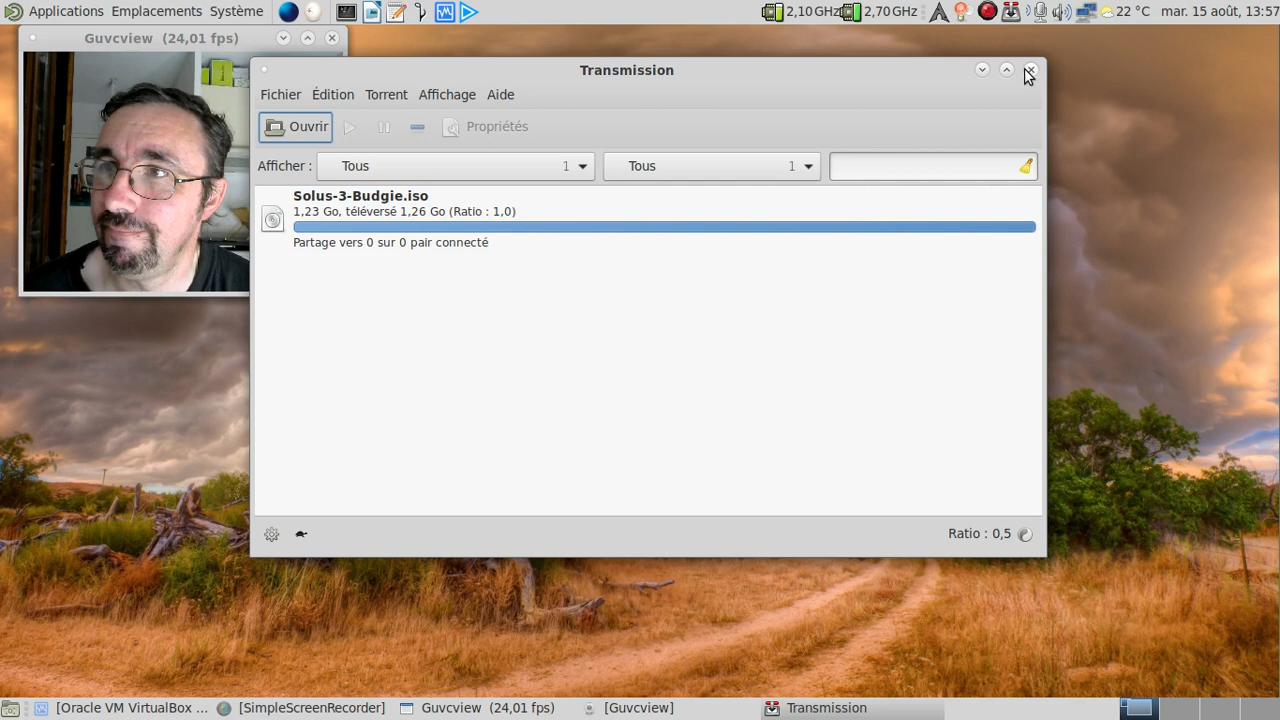 Applications Emplacements Système
2,10 GHz 2,70 GHz 22 °C mar. 15 août, 13:57
Guvcview (24,01 fps)
Transmission
Fichier Édition Torrent Affichage Aide
Ouvrir Propriétés
Afficher : Tous 1 Tous 1
Solus-3-Budgie.iso
1,23 Go, téléversé 1,26 Go (Ratio : 1,0)
Partage vers 0 sur 0 pair connecté
Ratio : 0,5
[Oracle VM VirtualBox ... [SimpleScreenRecorder] Guvcview (24,01 fps) [Guvcview] Transmission